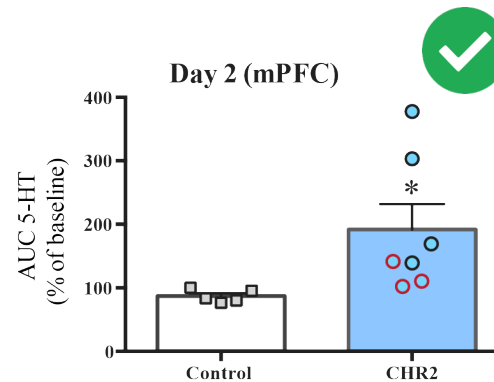 Day 2 (mPFC)
AUC 5-HT
(% of baseline)
400
300
200
100
0
*
Control
CHR2